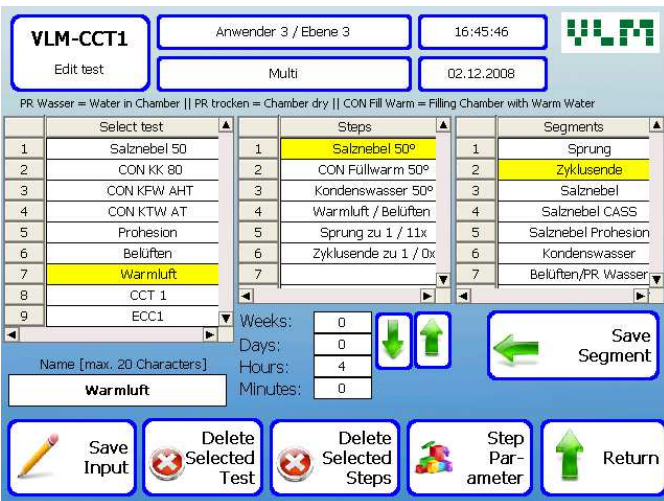 VLM-CCT1
Edit test
Anwender 3 / Ebene 3
16:45:46
VLM
Multi
02.12.2008
PR Wasser = Water in Chamber || PR trocken = Chamber dry || CON Fill Warm = Filling Chamber with Warm Water
Select test
1 Salznebel 50
2 CON KK 80
3 CON KFW AHT
4 CON KTW AT
5 Prohesion
6 Belüften
7 Warmluft
8 CCT 1
9 ECC1
Steps
1 Salznebel 50º
2 CON Füllwarm 50º
3 Kondenswasser 50º
4 Warmluft / Belüften
5 Sprung zu 1 / 11x
6 Zyklusende zu 1 / 0x
7
Segments
1 Sprung
2 Zyklusende
3 Salznebel
4 Salznebel CASS
5 Salznebel Prohesion
6 Kondenswasser
7 Belüften/PR Wasser
Name [max. 20 Characters]
Warmluft
Weeks: 0
Days: 0
Hours: 4
Minutes: 0
Save
Segment
Save
Input
Delete
Selected
Test
Delete
Selected
Steps
Step
Par-
ameter
Return